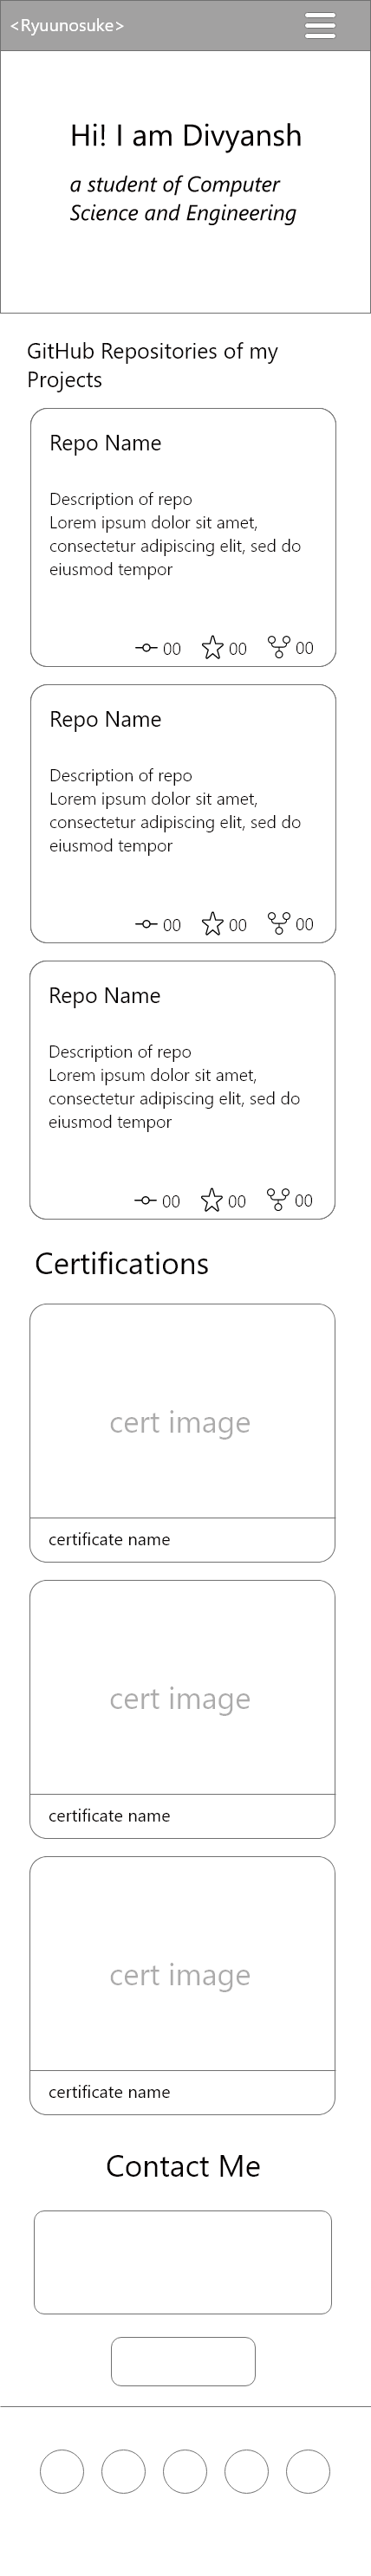 <Ryuunosuke>
Hi! I am Divyansh
a student of Computer
Science and Engineering
GitHub Repositories of my
Projects
Repo Name
Description of repo
Lorem ipsum dolor sit amet,
consectetur adipiscing elit, sed do
eiusmod tempor
00 00 00
Repo Name
Description of repo
Lorem ipsum dolor sit amet,
consectetur adipiscing elit, sed do
eiusmod tempor
00 00 00
Repo Name
Description of repo
Lorem ipsum dolor sit amet,
consectetur adipiscing elit, sed do
eiusmod tempor
00 00 00
Certifications
cert image
certificate name
cert image
certificate name
cert image
certificate name
Contact Me